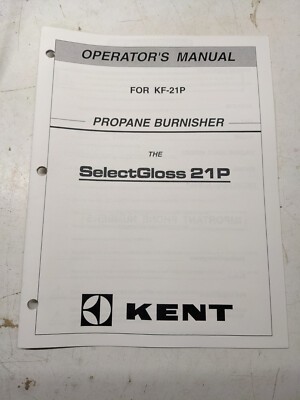 OPERATOR'S MANUAL
FOR KF-21P
PROPANE BURNISHER
THE
SelectGloss 21P
KENT